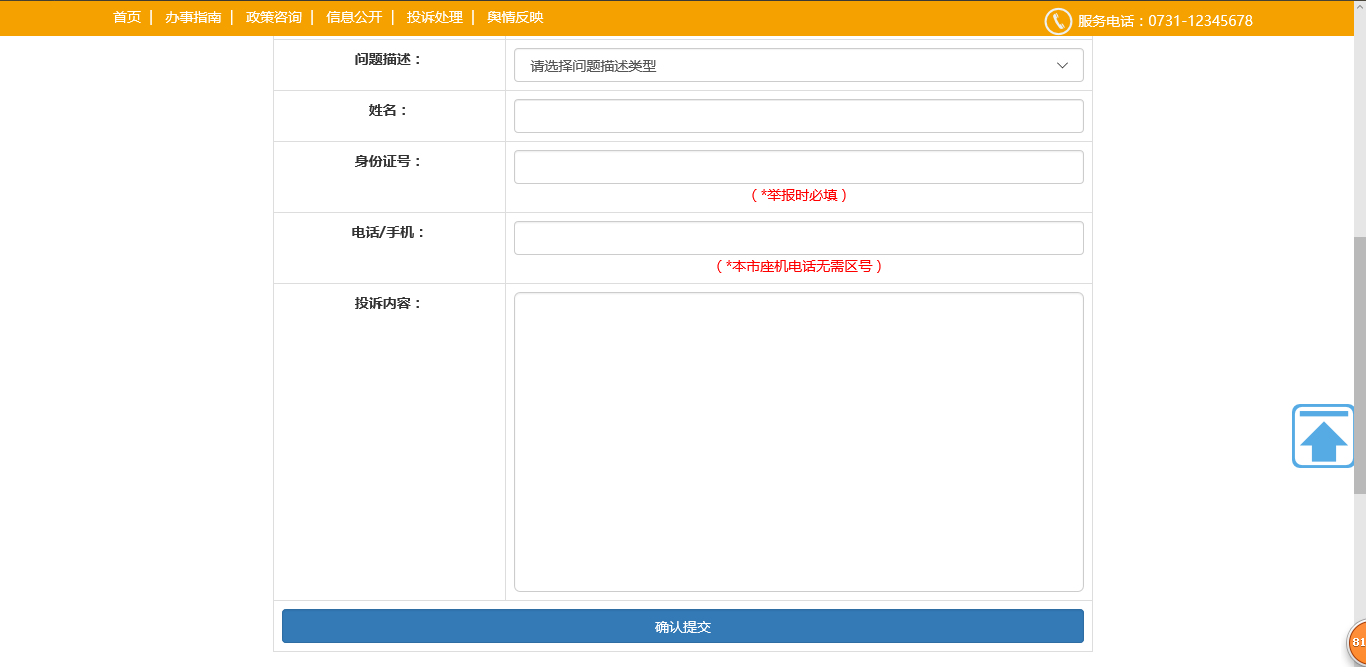 首页 | 办事指南 | 政策咨询 | 信息公开 | 投诉处理 | 舆情反映
服务电话：0731-12345678
问题描述：
请选择问题描述类型
姓名：
身份证号：
（*举报时必填）
电话/手机：
（*本市座机电话无需区号）
投诉内容：
确认提交
81